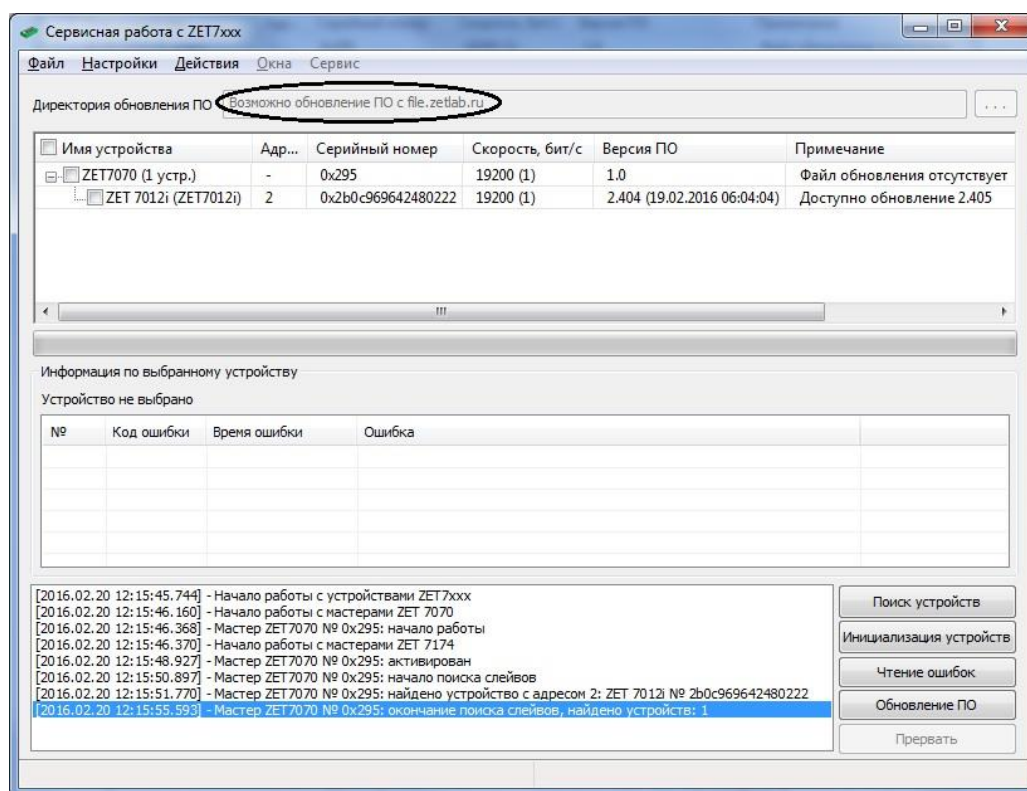 Сервисная работа с ZET7xxx
Файл Настройки Действия Окна Сервис
Директория обновления ПО Возможно обновление ПО с file.zetlab.ru ...
Имя устройства Адр... Серийный номер Скорость, бит/с Версия ПО Примечание
ZET7070 (1 устр.) - 0x295 19200 (1) 1.0 Файл обновления отсутствует
ZET 7012i (ZET7012i) 2 0x2b0c969642480222 19200 (1) 2.404 (19.02.2016 06:04:04) Доступно обновление 2.405
Информация по выбранному устройству
Устройство не выбрано
№ Код ошибки Время ошибки Ошибка
[2016.02.20 12:15:45.744] - Начало работы с устройствами ZET7xxx
[2016.02.20 12:15:46.160] - Начало работы с мастерами ZET 7070
[2016.02.20 12:15:46.368] - Мастер ZET7070 № 0x295: начало работы
[2016.02.20 12:15:46.370] - Начало работы с мастерами ZET 7174
[2016.02.20 12:15:48.927] - Мастер ZET7070 № 0x295: активирован
[2016.02.20 12:15:50.897] - Мастер ZET7070 № 0x295: начало поиска слейвов
[2016.02.20 12:15:51.770] - Мастер ZET7070 № 0x295: найдено устройство с адресом 2: ZET 7012i № 2b0c969642480222
[2016.02.20 12:15:55.593] - Мастер ZET7070 № 0x295: окончание поиска слейвов, найдено устройств: 1
Поиск устройств
Инициализация устройств
Чтение ошибок
Обновление ПО
Прервать